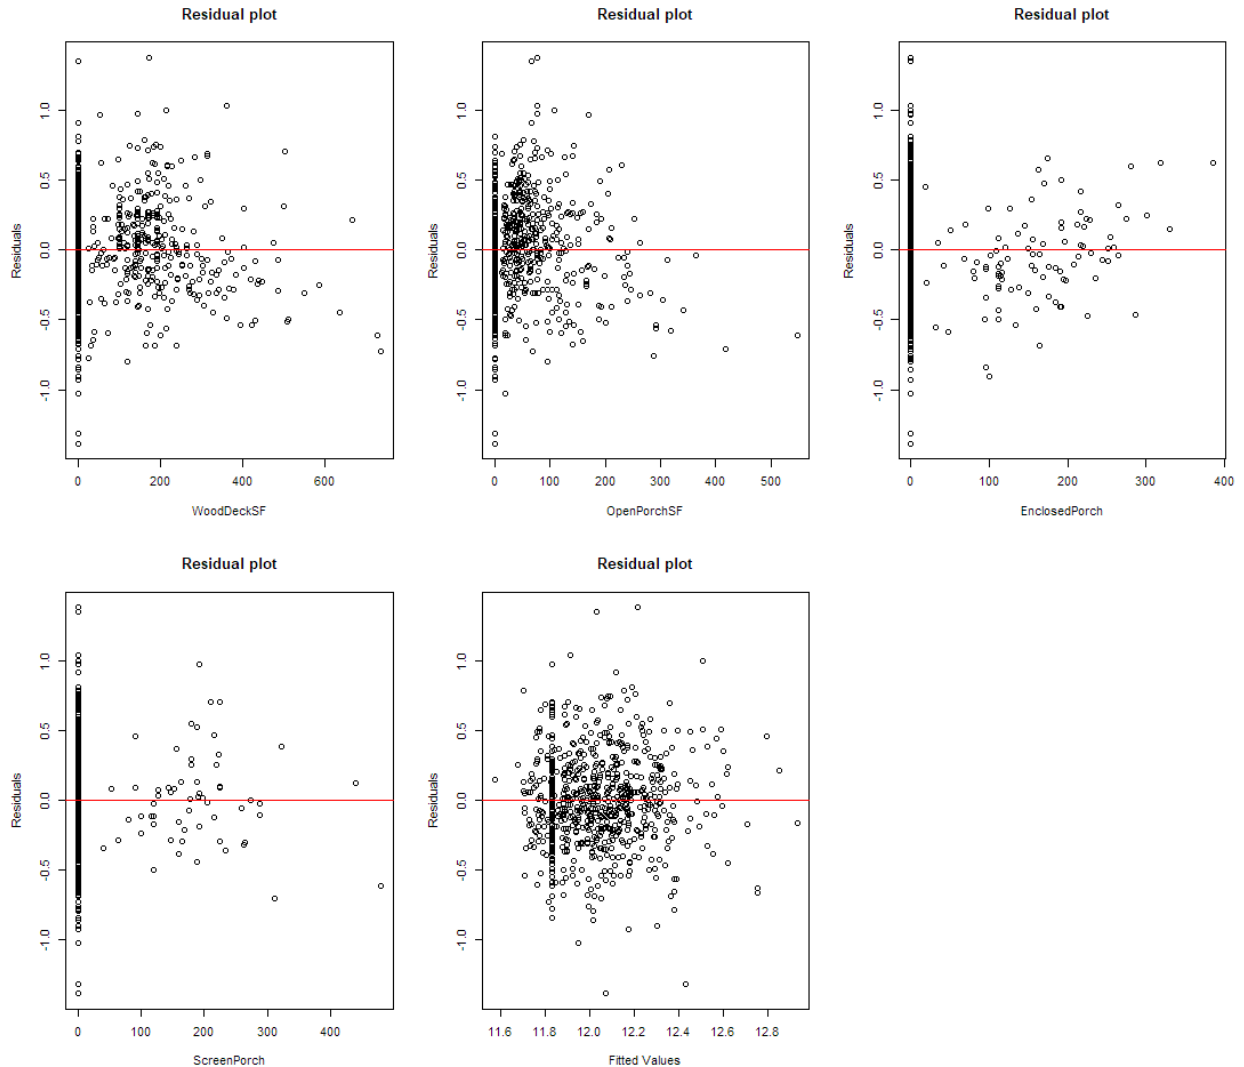 Residual plot
Residuals
1.0
0.5
0.0
-0.5
-1.0
0 200 400 600
WoodDeckSF
Residual plot
Residuals
1.0
0.5
0.0
-0.5
-1.0
0 100 200 300 400 500
OpenPorchSF
Residual plot
Residuals
1.0
0.5
0.0
-0.5
-1.0
0 100 200 300 400
EnclosedPorch
Residual plot
Residuals
1.0
0.5
0.0
-0.5
-1.0
0 100 200 300 400
ScreenPorch
Residual plot
Residuals
1.0
0.5
0.0
-0.5
-1.0
11.6 11.8 12.0 12.2 12.4 12.6 12.8
Fitted Values